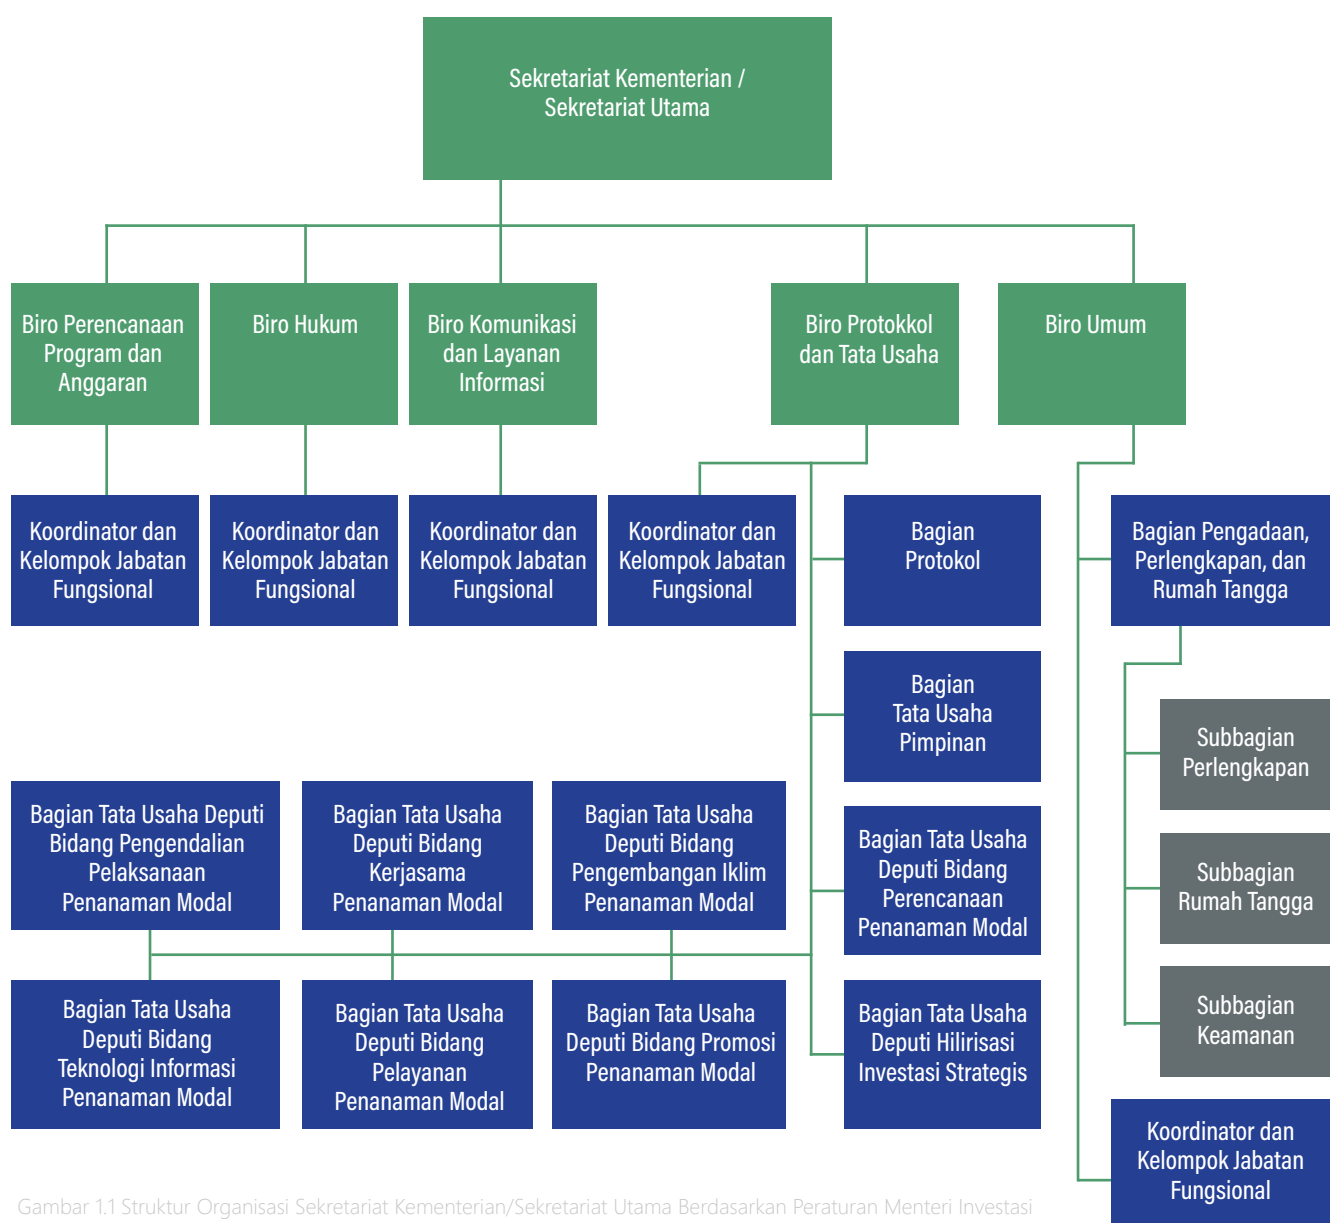 Sekretariat Kementerian /
Sekretariat Utama
Biro Perencanaan
Program dan
Anggaran
Biro Hukum
Biro Komunikasi
dan Layanan
Informasi
Biro Protokkol
dan Tata Usaha
Biro Umum
Koordinator dan
Kelompok Jabatan
Fungsional
Koordinator dan
Kelompok Jabatan
Fungsional
Koordinator dan
Kelompok Jabatan
Fungsional
Koordinator dan
Kelompok Jabatan
Fungsional
Bagian
Protokol
Bagian Pengadaan,
Perlengkapan, dan
Rumah Tangga
Bagian
Tata Usaha
Pimpinan
Subbagian
Perlengkapan
Bagian Tata Usaha Deputi
Bidang Pengendalian
Pelaksanaan
Penanaman Modal
Bagian Tata Usaha
Deputi Bidang
Kerjasama
Penanaman Modal
Bagian Tata Usaha
Deputi Bidang
Pengembangan Iklim
Penanaman Modal
Bagian Tata Usaha
Deputi Bidang
Perencanaan
Penanaman Modal
Subbagian
Rumah Tangga
Bagian Tata Usaha
Deputi Bidang
Teknologi Informasi
Penanaman Modal
Bagian Tata Usaha
Deputi Bidang
Pelayanan
Penanaman Modal
Bagian Tata Usaha
Deputi Bidang Promosi
Penanaman Modal
Bagian Tata Usaha
Deputi Hilirisasi
Investasi Strategis
Subbagian
Keamanan
Koordinator dan
Kelompok Jabatan
Fungsional
Gambar 1.1 Struktur Organisasi Sekretariat Kementerian/Sekretariat Utama Berdasarkan Peraturan Menteri Investasi